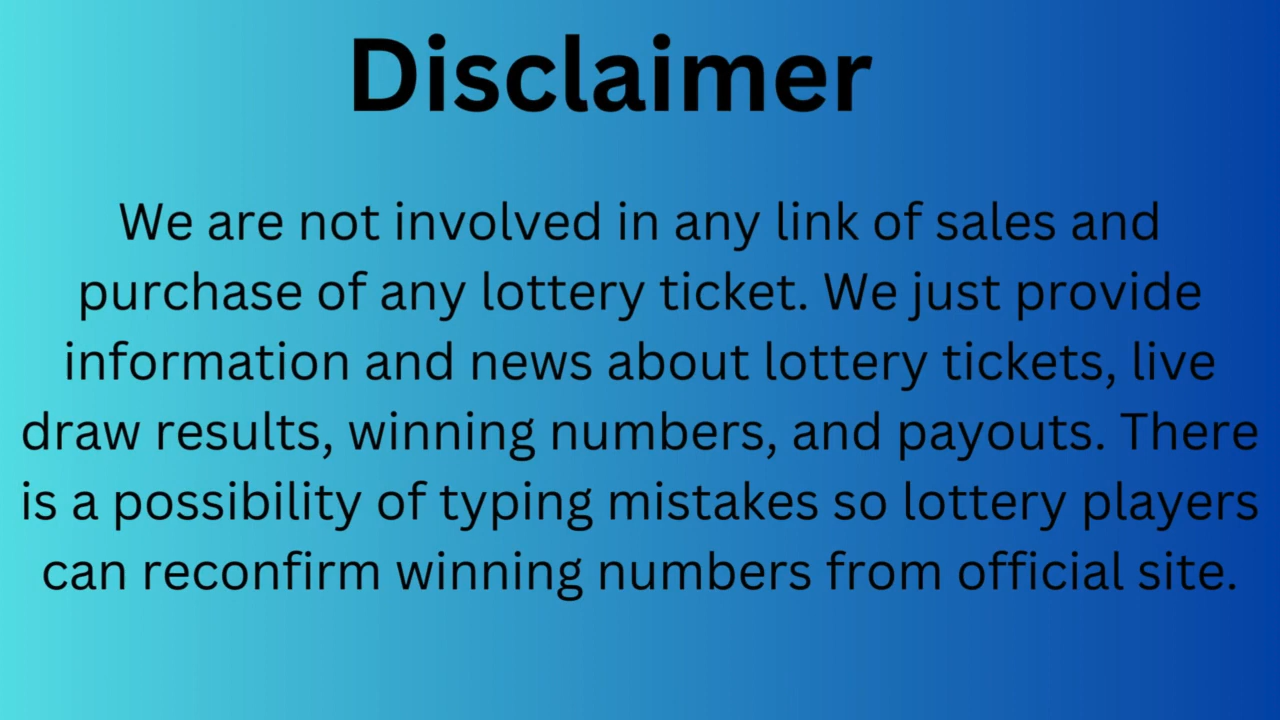 Disclaimer
We are not involved in any link of sales and
purchase of any lottery ticket. We just provide
information and news about lottery tickets, live
draw results, winning numbers, and payouts. There
is a possibility of typing mistakes so lottery players
can reconfirm winning numbers from official site.